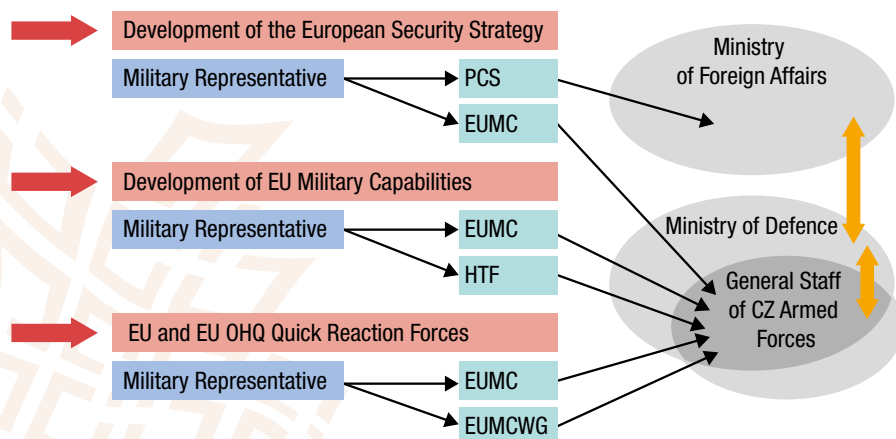 Development of the European Security Strategy
Military Representative
PCS
EUMC
Development of EU Military Capabilities
Military Representative
EUMC
HTF
EU and EU OHQ Quick Reaction Forces
Military Representative
EUMC
EUMCWG
Ministry
of Foreign Affairs
Ministry of Defence
General Staff
of CZ Armed
Forces